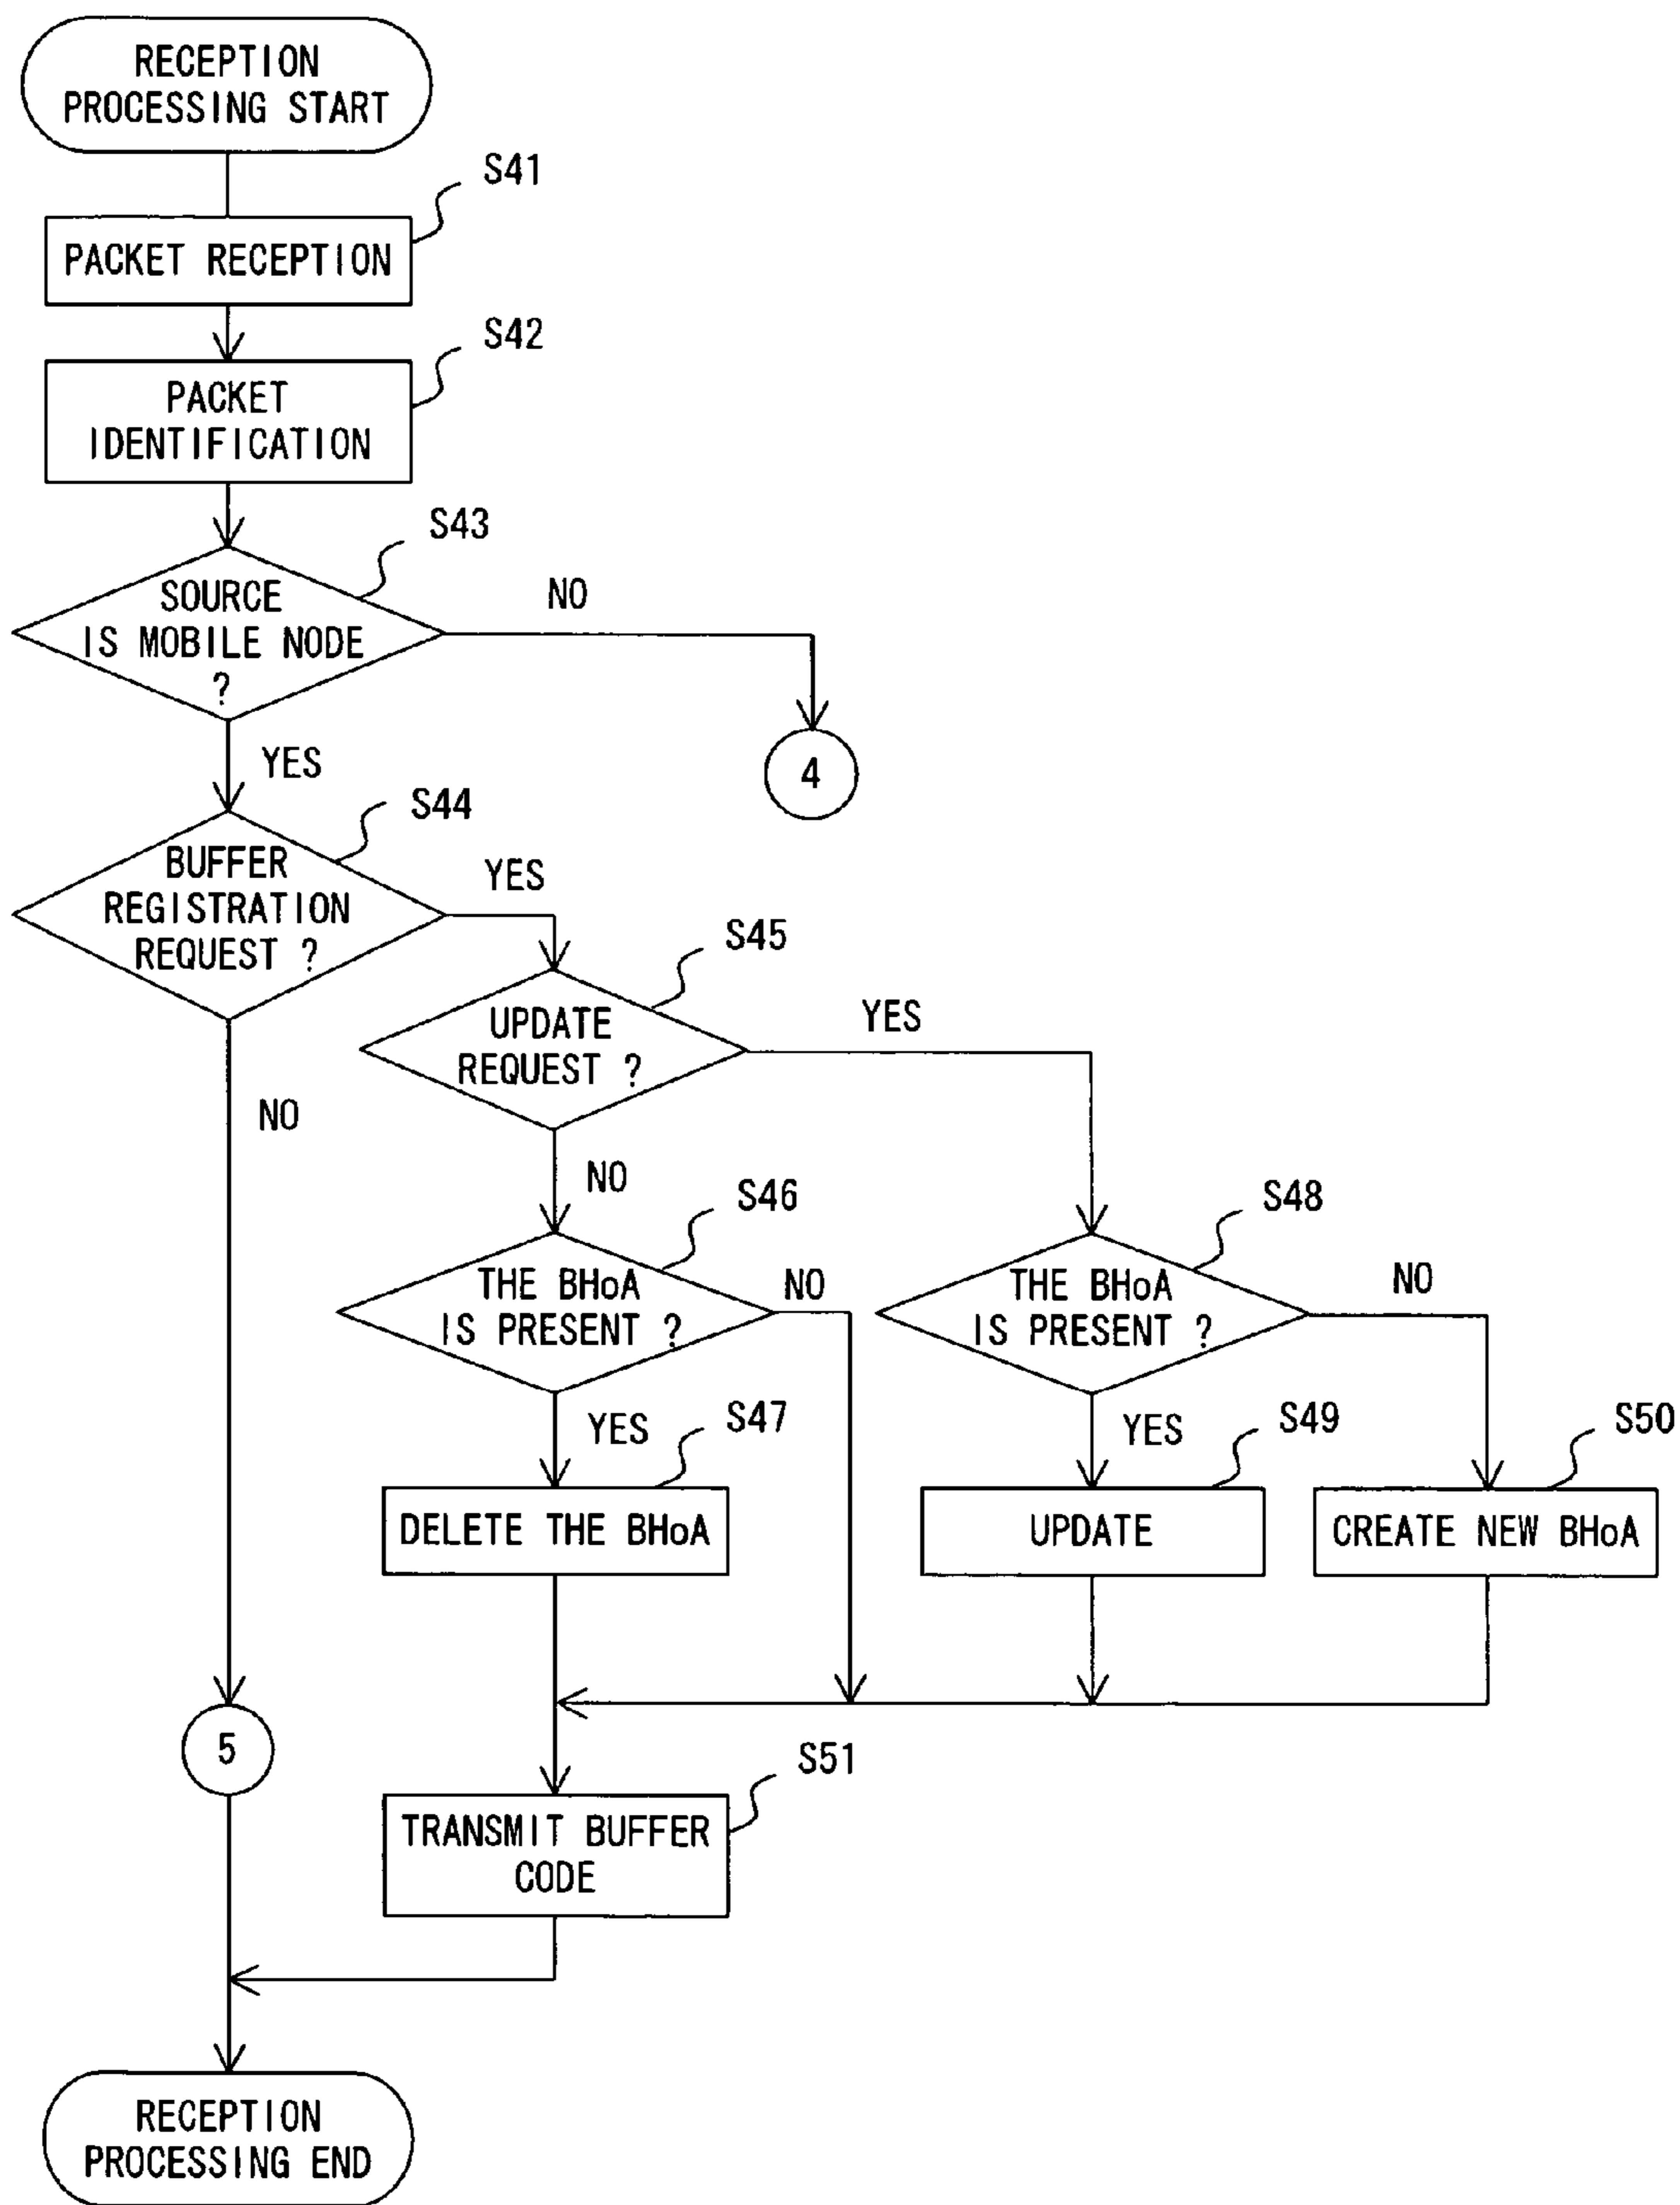 RECEPTION
PROCESSING START
S41
PACKET RECEPTION
S42
PACKET
IDENTIFICATION
S43
SOURCE
IS MOBILE NODE
?
NO
4
YES
S44
BUFFER
REGISTRATION
REQUEST ?
YES
S45
UPDATE
REQUEST ?
YES
NO
NO
S46
THE BHoA
IS PRESENT ?
NO
S48
THE BHoA
IS PRESENT ?
NO
YES
S47
DELETE THE BHoA
YES
S49
UPDATE
S50
CREATE NEW BHoA
5
S51
TRANSMIT BUFFER
CODE
RECEPTION
PROCESSING END